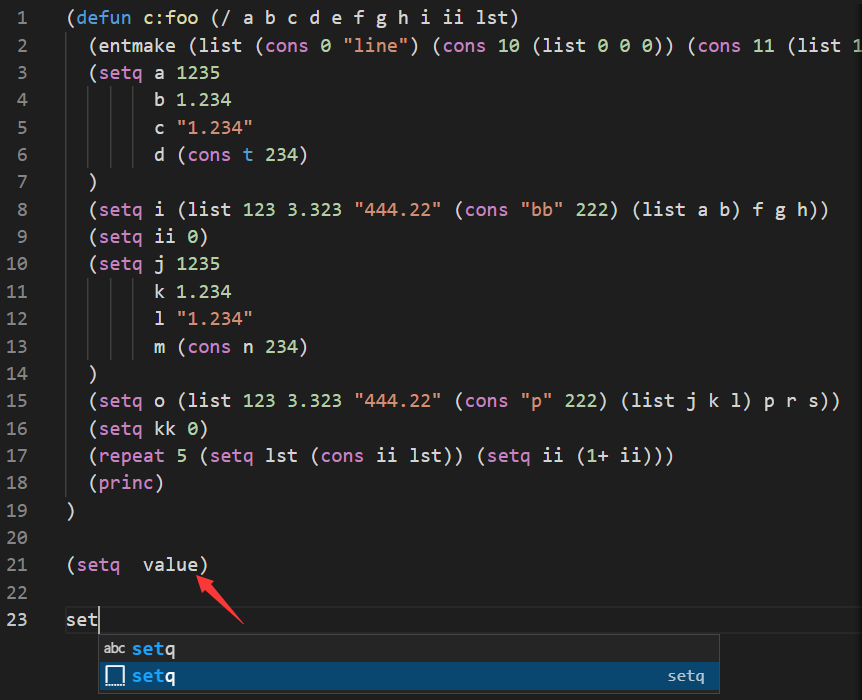 1 (defun c:foo (/ a b c d e f g h i ii lst)
2 (entmake (list (cons 0 "line") (cons 10 (list 0 0 0)) (cons 11 (list 1
3 (setq a 1235
4 b 1.234
5 c "1.234"
6 d (cons t 234)
7 )
8 (setq i (list 123 3.323 "444.22" (cons "bb" 222) (list a b) f g h))
9 (setq ii 0)
10 (setq j 1235
11 k 1.234
12 l "1.234"
13 m (cons n 234)
14 )
15 (setq o (list 123 3.323 "444.22" (cons "p" 222) (list j k l) p r s))
16 (setq kk 0)
17 (repeat 5 (setq lst (cons ii lst)) (setq ii (1+ ii)))
18 (princ)
19 )
20
21 (setq  value)
22
23 set
abc setq
setq setq